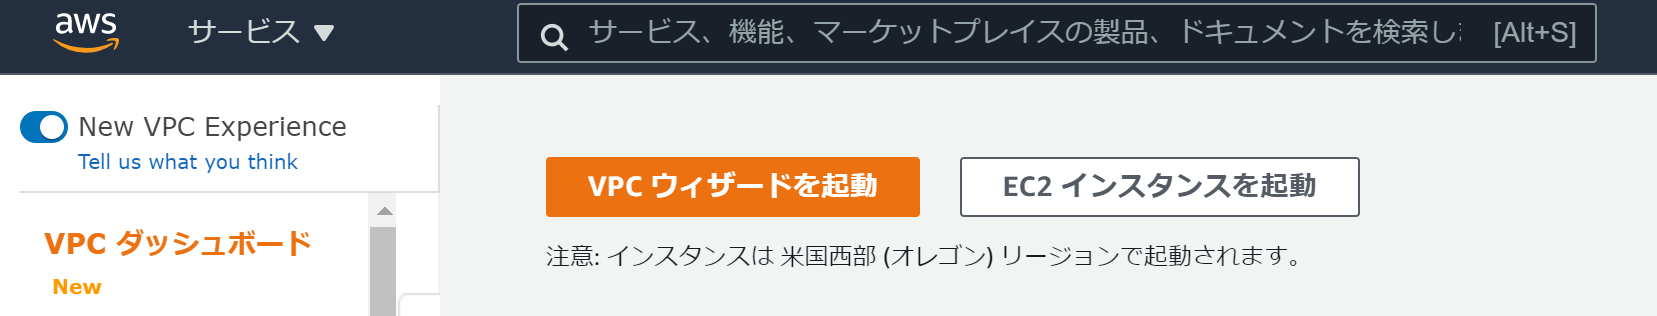 aws サービス サービス、機能、マーケットプレイスの製品、ドキュメントを検索し [Alt+S]
New VPC Experience
Tell us what you think
VPC ウィザードを起動 EC2 インスタンスを起動
VPC ダッシュボード
注意: インスタンスは 米国西部 (オレゴン) リージョンで起動されます。
New